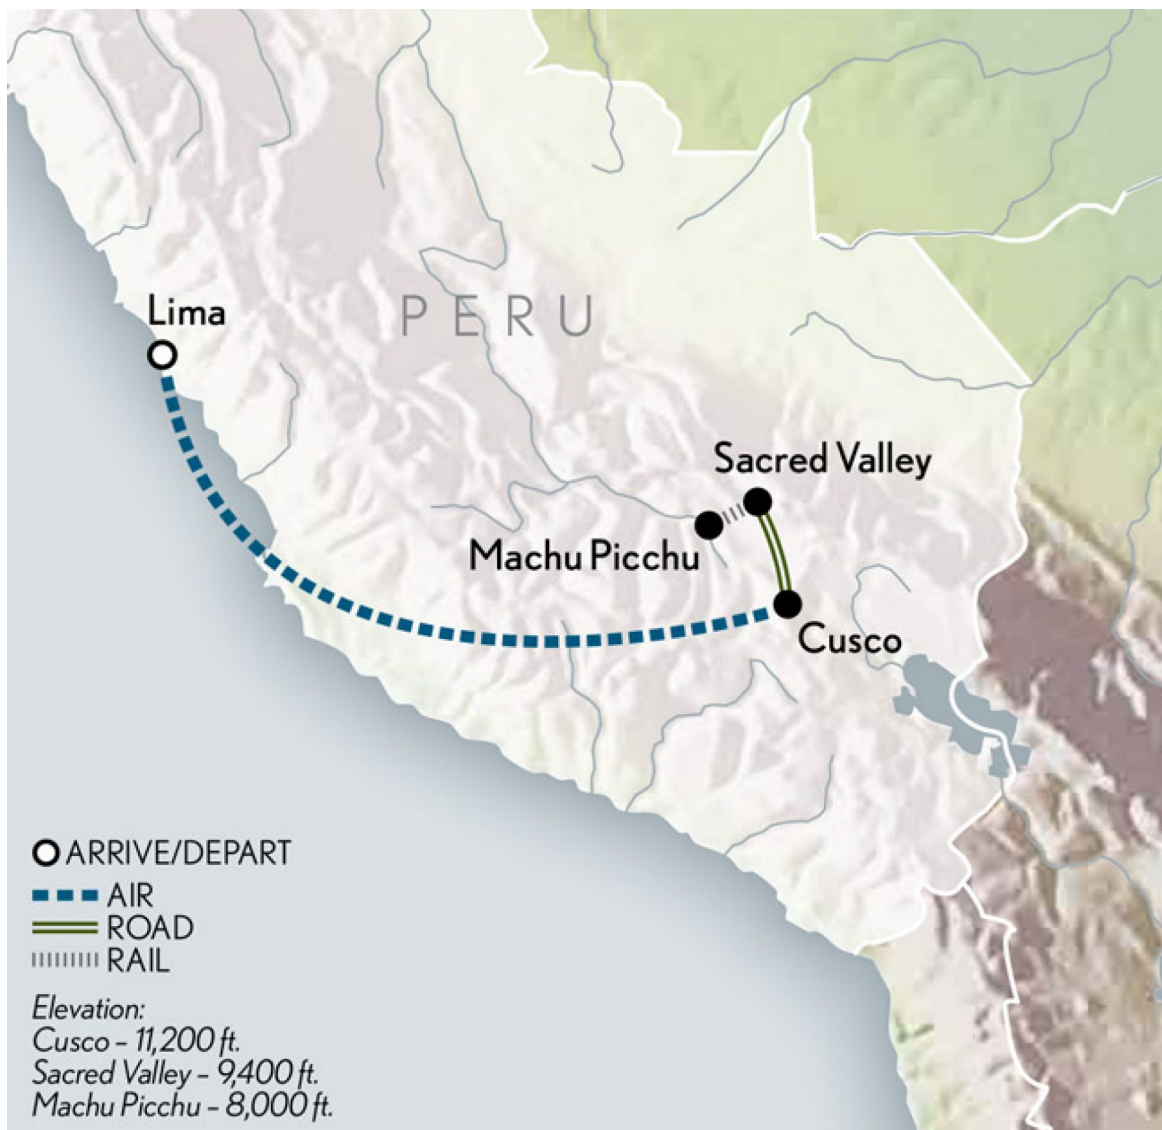 Lima
PERU
Sacred Valley
Machu Picchu
Cusco
ARRIVE/DEPART
AIR
ROAD
RAIL
Elevation:
Cusco – 11,200 ft.
Sacred Valley – 9,400 ft.
Machu Picchu – 8,000 ft.